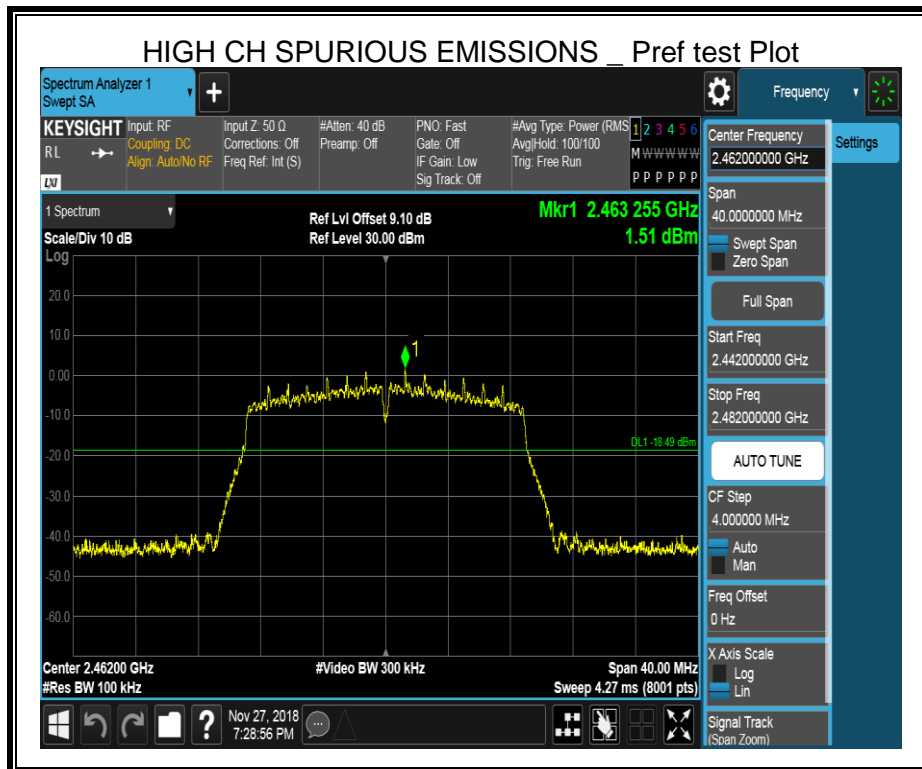 HIGH CH SPURIOUS EMISSIONS _ Pref test Plot
Spectrum Analyzer 1
Swept SA
+
Frequency
KEYSIGHT
RL
LXI
Input: RF
Coupling: DC
Align: Auto/No RF
Input Z: 50 Ω
Corrections: Off
Freq Ref: Int (S)
#Atten: 40 dB
Preamp: Off
PNO: Fast
Gate: Off
IF Gain: Low
Sig Track: Off
#Avg Type: Power (RMS
Avg|Hold: 100/100
Trig: Free Run
1 2 3 4 5 6
M W W W W W
P P P P P P
Settings
Center Frequency
2.462000000 GHz
Span
40.0000000 MHz
Swept Span
Zero Span
Full Span
Start Freq
2.442000000 GHz
Stop Freq
2.482000000 GHz
AUTO TUNE
CF Step
4.000000 MHz
Auto
Man
Freq Offset
0 Hz
X Axis Scale
Log
Lin
Signal Track
(Span Zoom)
1 Spectrum
Scale/Div 10 dB
Log
Ref Lvl Offset 9.10 dB
Ref Level 30.00 dBm
Mkr1 2.463 255 GHz
1.51 dBm
20.0
10.0
0.00
-10.0
-20.0
-30.0
-40.0
-50.0
-60.0
1
DL1 -18.49 dBm
Center 2.46200 GHz
#Res BW 100 kHz
#Video BW 300 kHz
Span 40.00 MHz
Sweep 4.27 ms (8001 pts)
?
Nov 27, 2018
7:28:56 PM